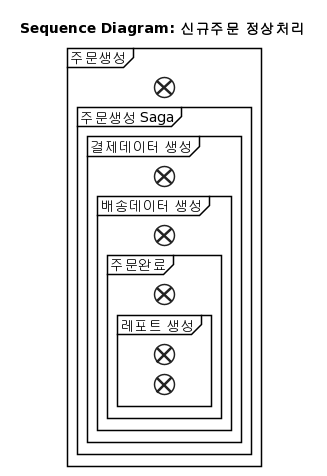 Sequence Diagram: 신규주문 정상처리
주문생성
주문생성 Saga
결제데이터 생성
배송데이터 생성
주문완료
레포트 생성